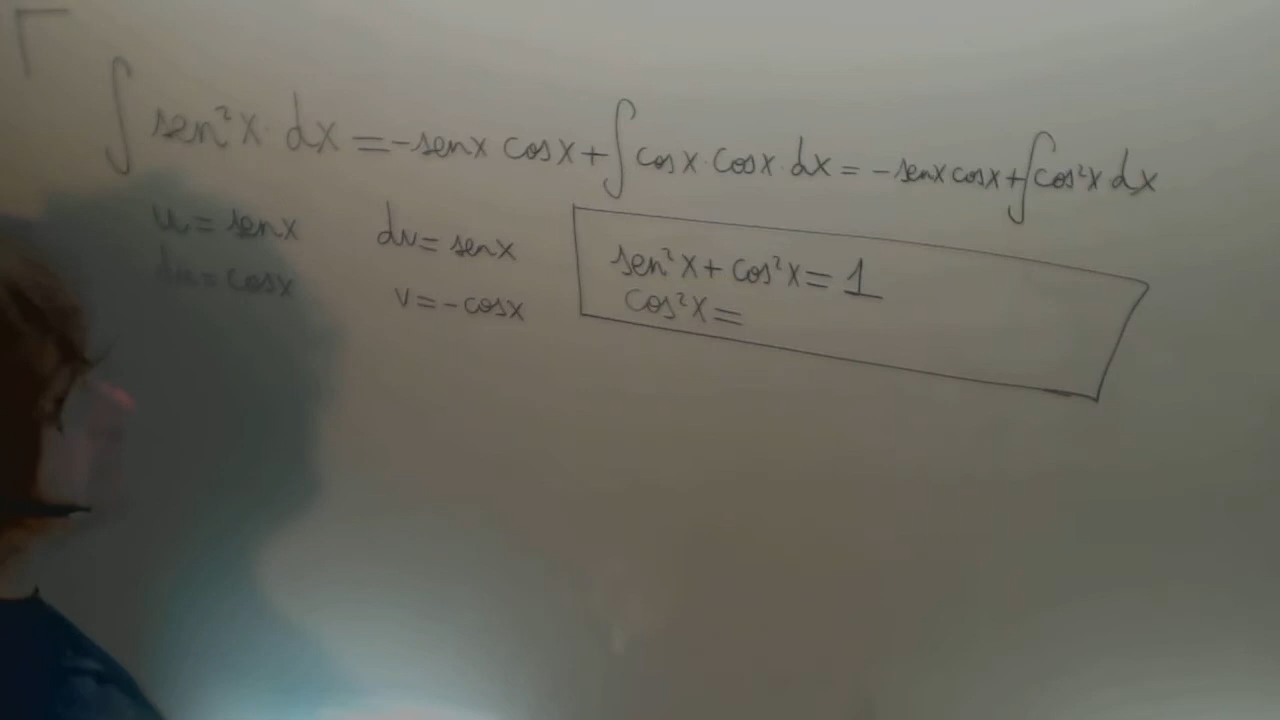 ∫ sen²x · dx = -senx cosx + ∫ cosx · cosx · dx = -senx cosx + ∫ cos²x dx
u = senx dv = senx
du = cosx v = -cosx
sen²x + cos²x = 1
cos²x =